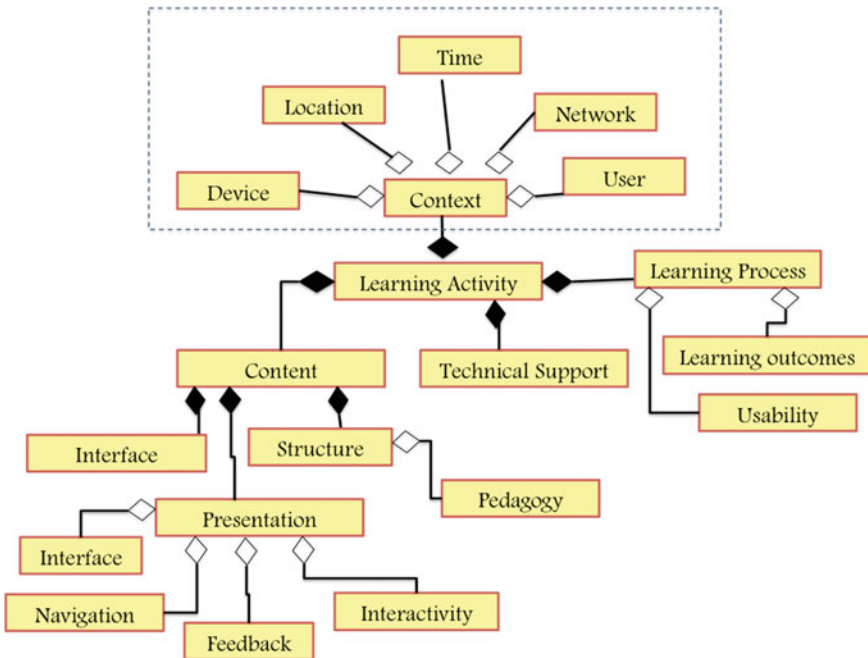 Time
Location
Network
Device
Context
User
Learning Activity
Learning Process
Content
Technical Support
Learning outcomes
Usability
Interface
Structure
Pedagogy
Presentation
Interface
Navigation
Interactivity
Feedback